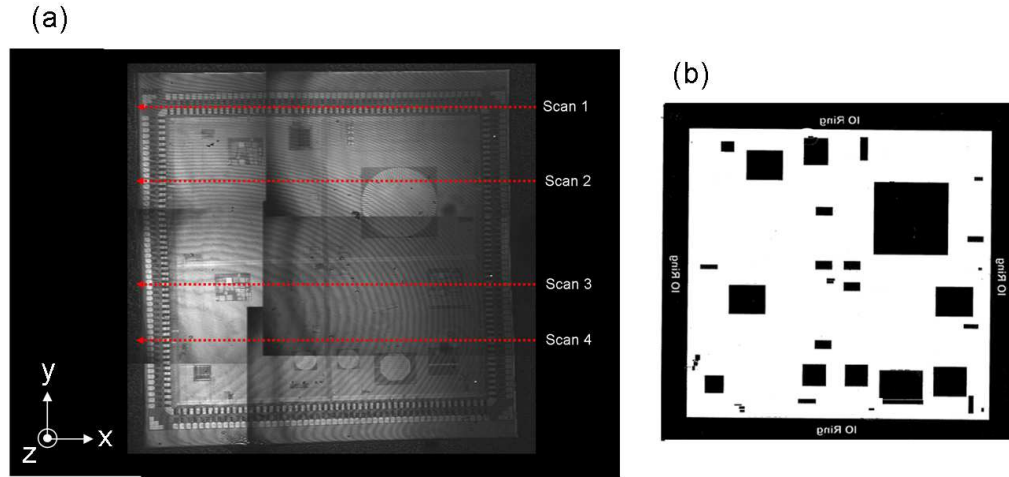 (a)
Scan 1
Scan 2
Scan 3
Scan 4
y
z
x
(b)
IO Ring
IO Ring
IO Ring
IO Ring